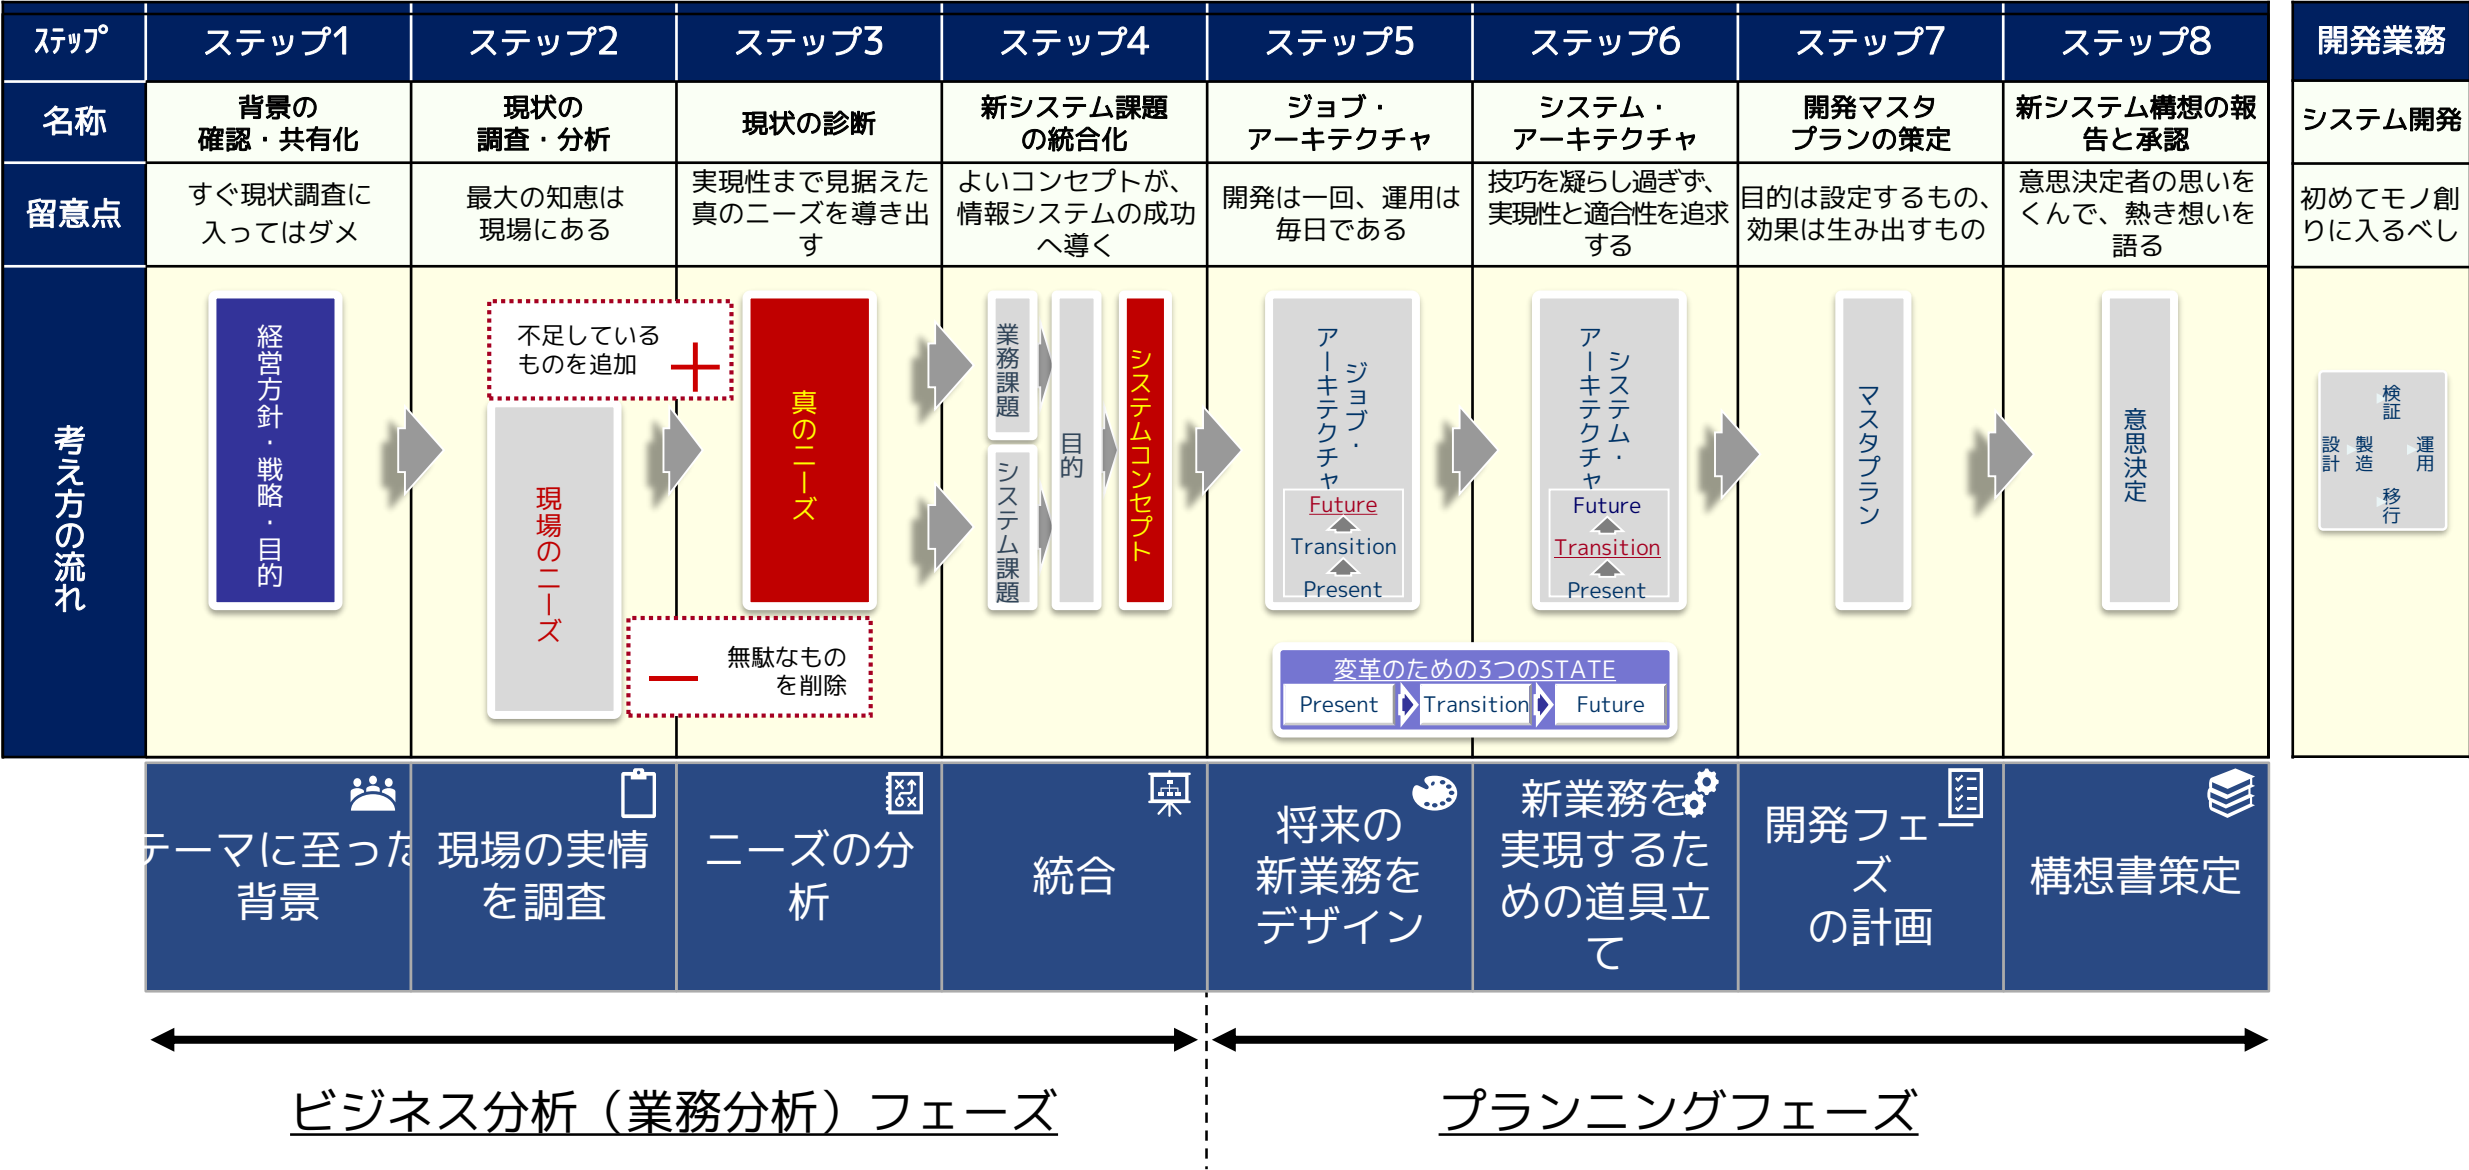 ｽﾃｯﾌﾟ
ステップ1
ステップ2
ステップ3
ステップ4
ステップ5
ステップ6
ステップ7
ステップ8
開発業務
名称
背景の
確認・共有化
現状の
調査・分析
現状の診断
新システム課題
の統合化
ジョブ・
アーキテクチャ
システム・
アーキテクチャ
開発マスタ
プランの策定
新システム構想の報
告と承認
システム開発
留意点
すぐ現状調査に
入ってはダメ
最大の知恵は
現場にある
実現性まで見据えた
真のニーズを導き出
す
よいコンセプトが、
情報システムの成功
へ導く
開発は一回、運用は
毎日である
技巧を凝らし過ぎず、
実現性と適合性を追求
する
目的は設定するもの、
効果は生み出すもの
意思決定者の思いを
くんで、熱き想いを
語る
初めてモノ創
りに入るべし
考え方の流れ
経営方針・戦略・目的
不足している
ものを追加
現場のニーズ
無駄なもの
を削除
真のニーズ
業務課題
システム課題
目的
システムコンセプト
ジョブ・
アーキテクチャ
Future
Transition
Present
システム・
アーキテクチャ
Future
Transition
Present
変革のための3つのSTATE
Present
Transition
Future
マスタプラン
意思決定
設計
製造
検証
移行
運用
テーマに至った
背景
現場の実情
を調査
ニーズの分
析
統合
将来の
新業務を
デザイン
新業務を
実現するた
めの道具立
て
開発フェー
ズ
の計画
構想書策定
ビジネス分析（業務分析）フェーズ
プランニングフェーズ